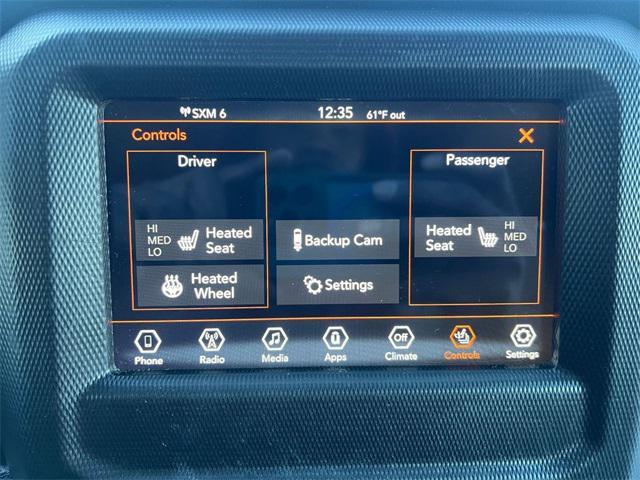 SXM 6 12:35 61°F out
Controls
Driver
Passenger
HI
MED
LO
Heated
Seat
Backup Cam
Heated
Seat
HI
MED
LO
Heated
Wheel
Settings
Phone Radio Media Apps Off Climate Controls Settings